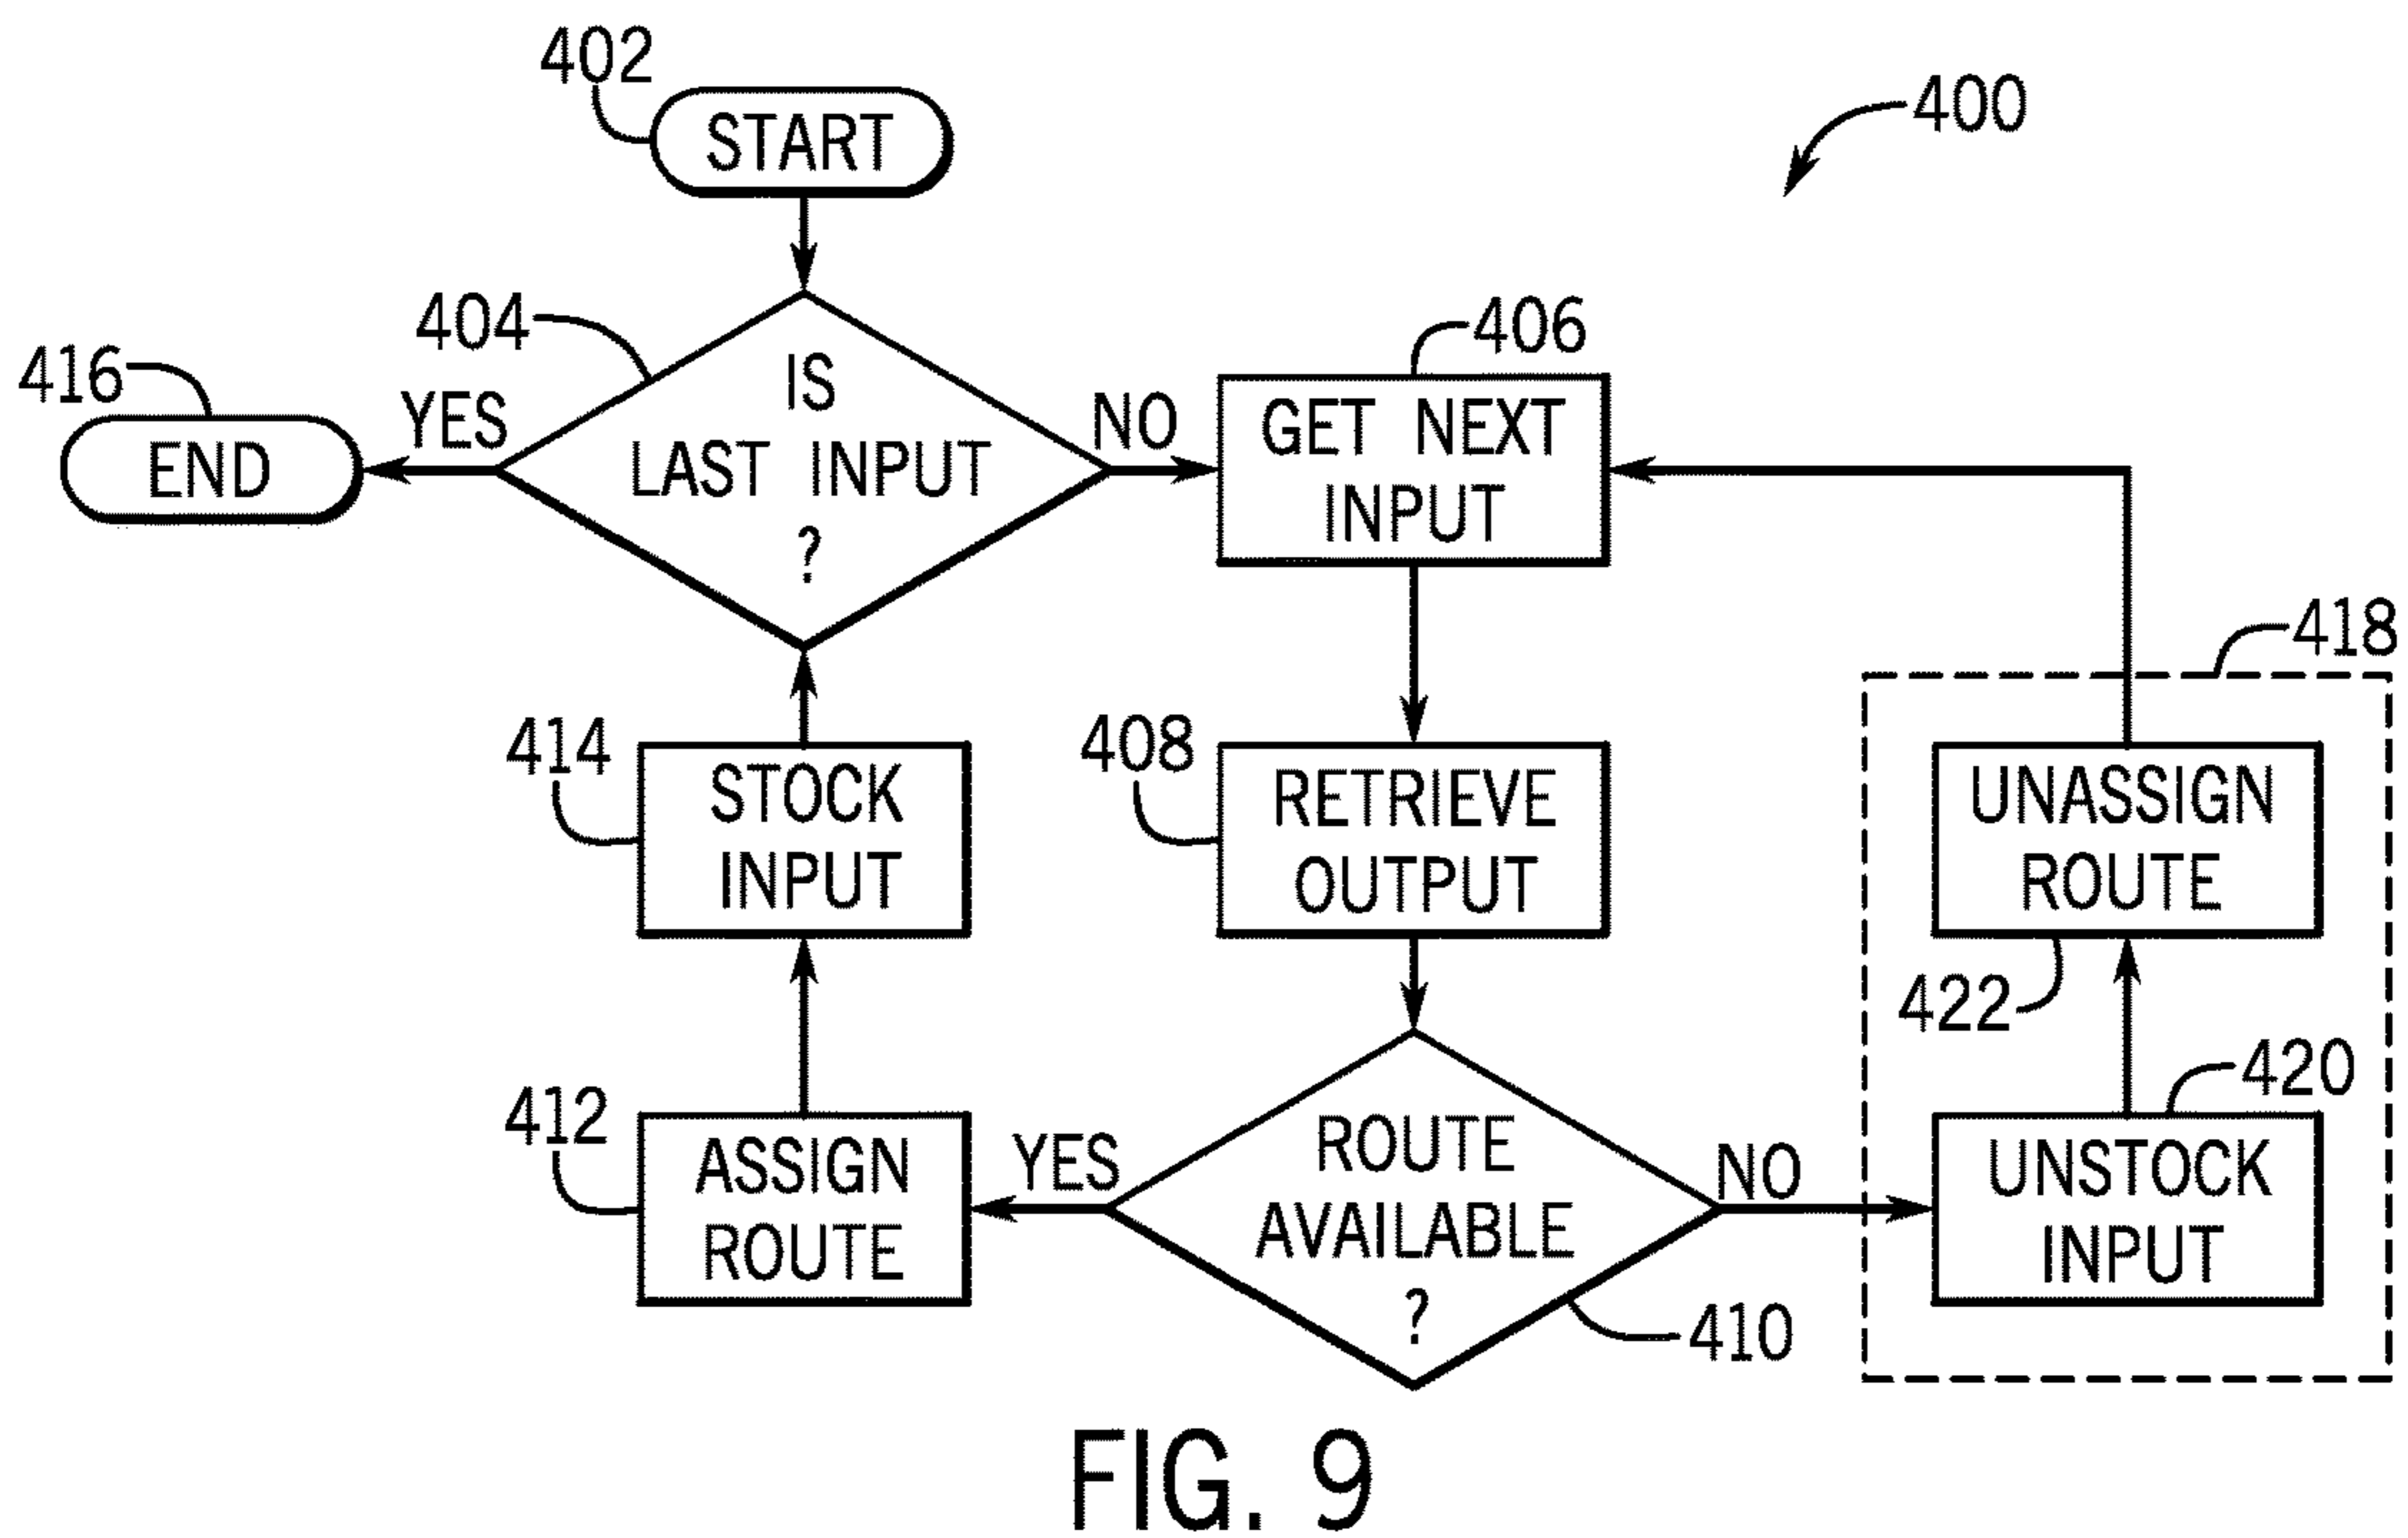 402
START
400
404
IS
LAST INPUT
?
416
YES
END
NO
406
GET NEXT
INPUT
418
414
STOCK
INPUT
408
RETRIEVE
OUTPUT
UNASSIGN
ROUTE
422
420
412
ASSIGN
ROUTE
YES
ROUTE
AVAILABLE
?
NO
UNSTOCK
INPUT
410
FIG. 9